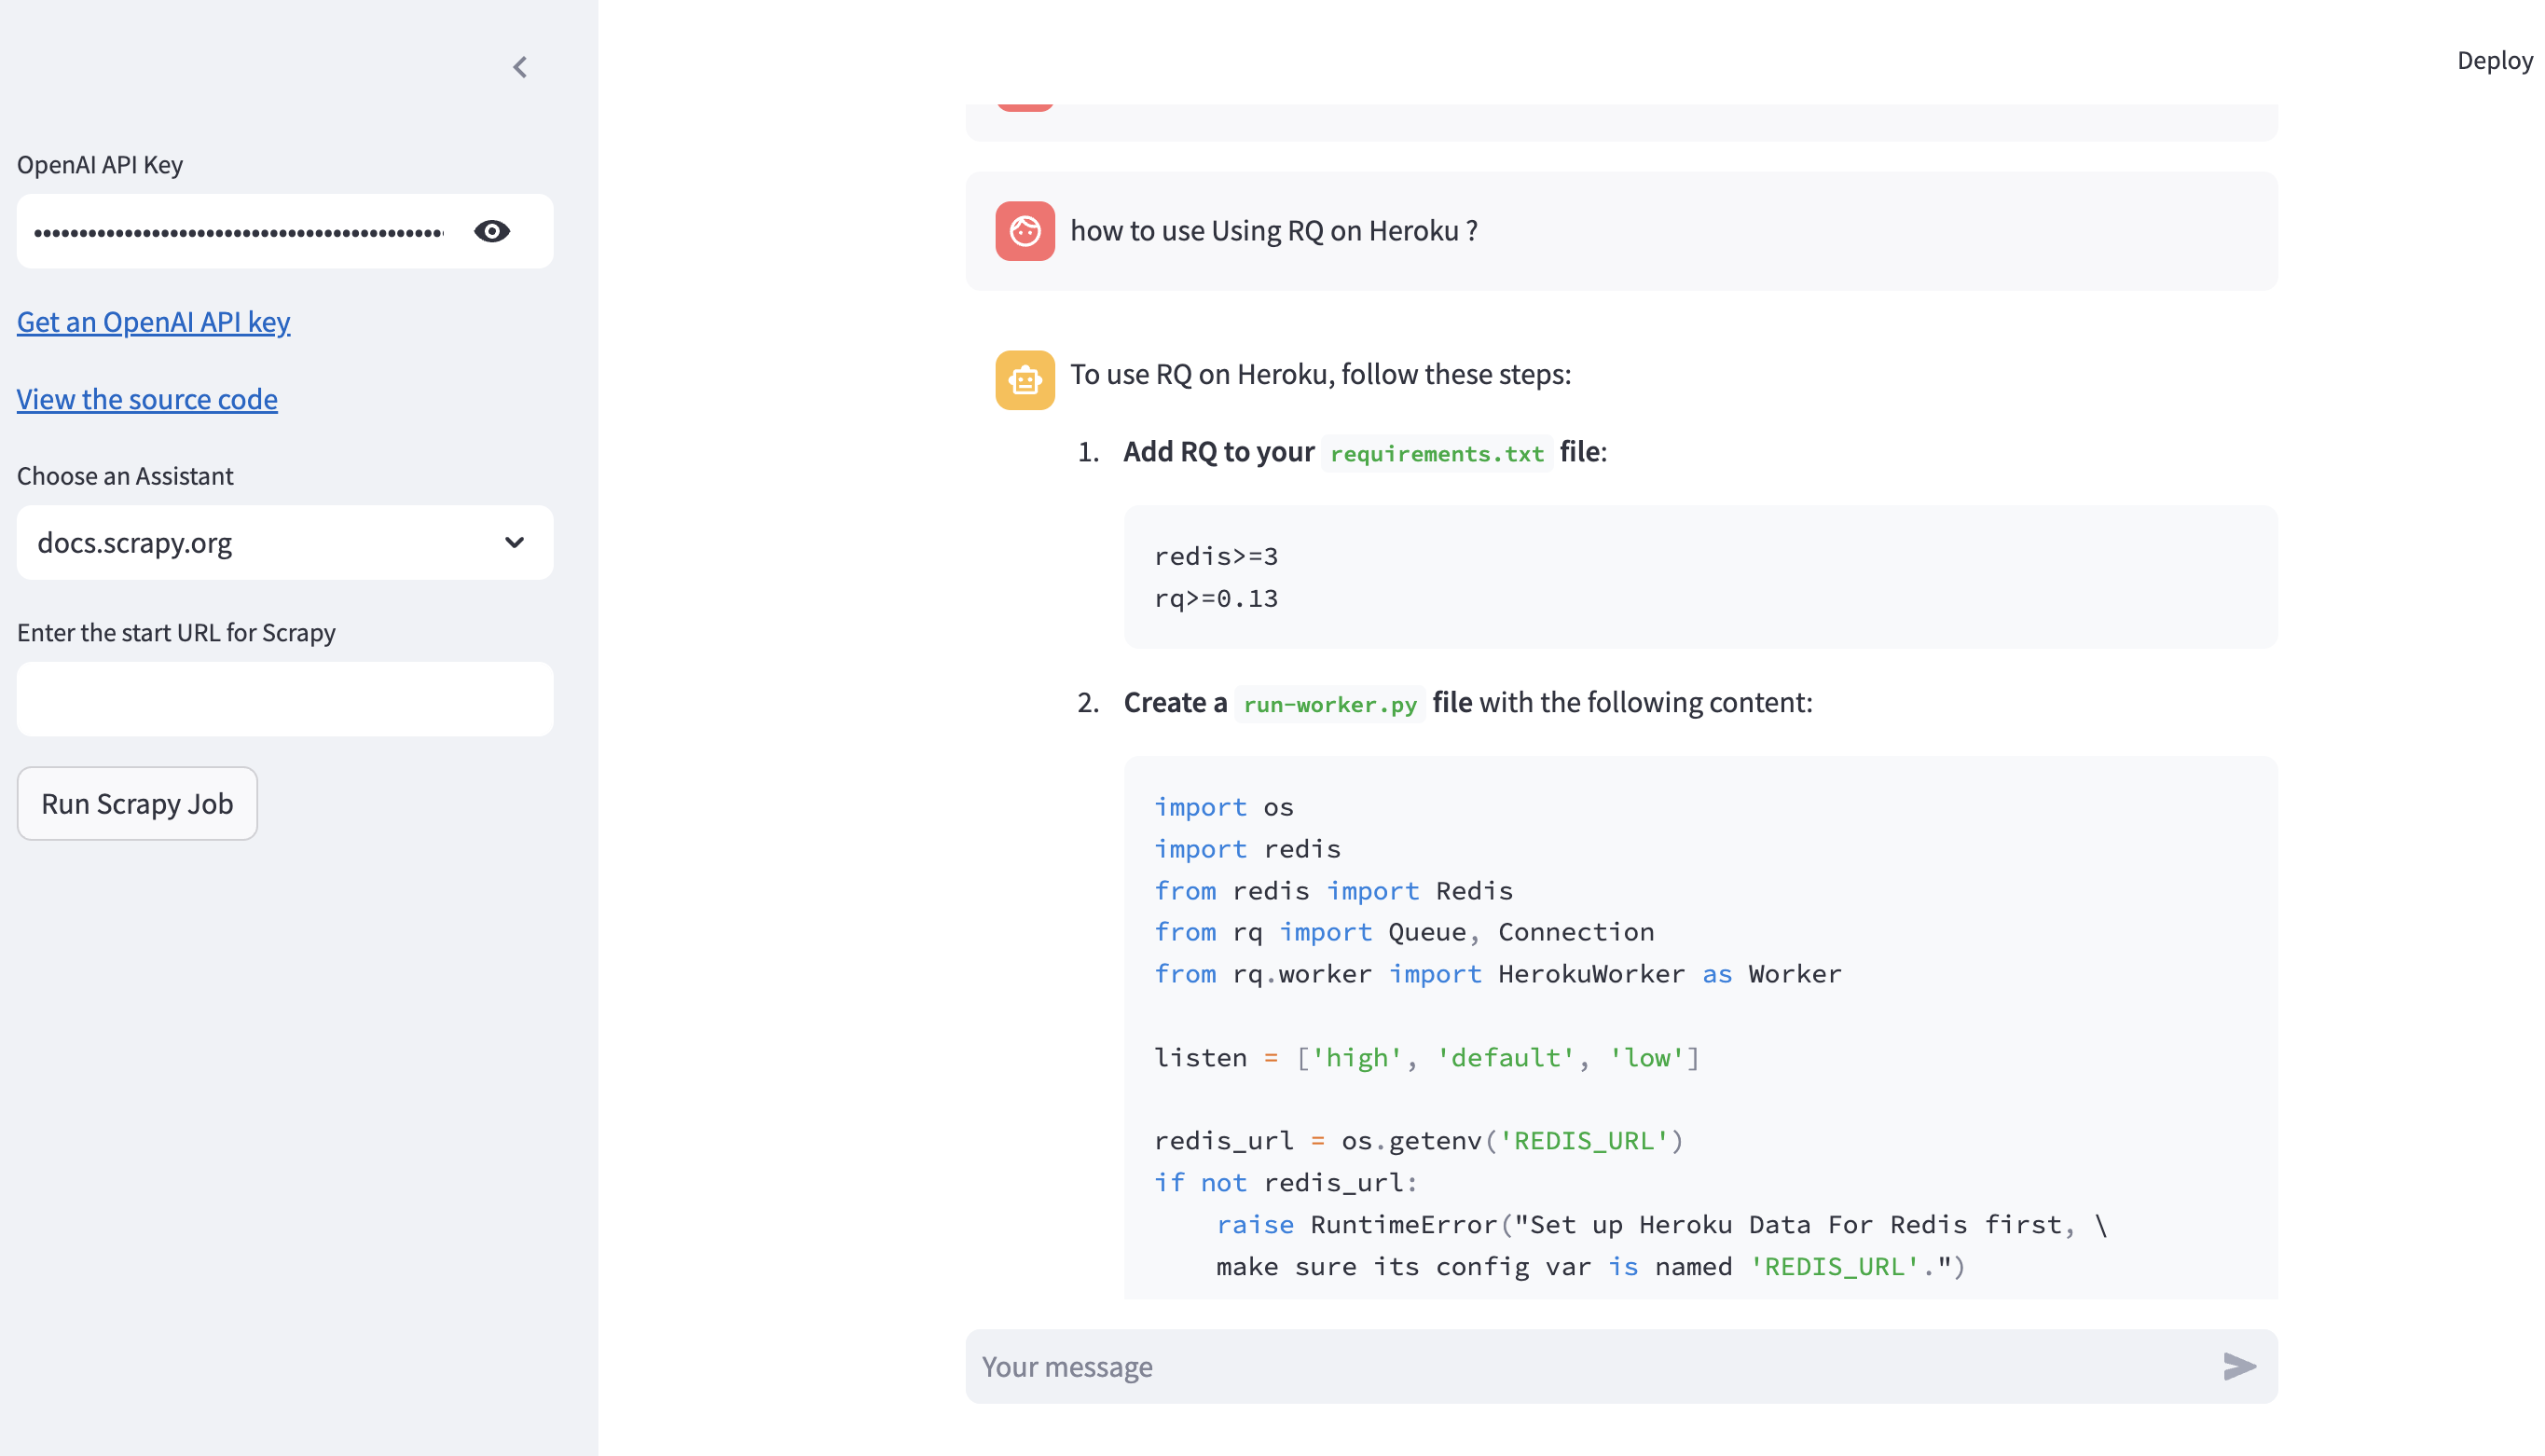 OpenAI API Key
••••••••••••••••••••••••••••••••••••••••••••••
Get an OpenAI API key
View the source code
Choose an Assistant
docs.scrapy.org
Enter the start URL for Scrapy
Run Scrapy Job
Deploy
how to use Using RQ on Heroku ?
To use RQ on Heroku, follow these steps:
1. Add RQ to your requirements.txt file:
redis>=3
rq>=0.13
2. Create a run-worker.py file with the following content:
import os
import redis
from redis import Redis
from rq import Queue, Connection
from rq.worker import HerokuWorker as Worker
listen = ['high', 'default', 'low']
redis_url = os.getenv('REDIS_URL')
if not redis_url:
    raise RuntimeError("Set up Heroku Data For Redis first, \
    make sure its config var is named 'REDIS_URL'.")
Your message